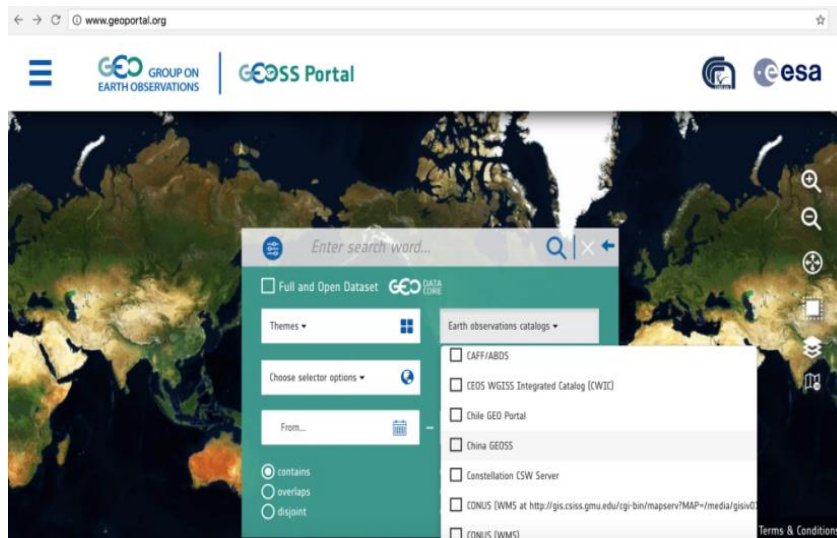 www.geoportal.org
GEO GROUP ON
EARTH OBSERVATIONS
GEOSS Portal
esa
Enter search word...
Full and Open Dataset GEO DATA
CORE
Themes
Earth observations catalogs
CAFF/ABDS
Choose selector options
CEOS WGISS Integrated Catalog (CWIC)
Chile GEO Portal
From...
–
China GEOSS
contains
Constellation CSW Server
overlaps
CONUS (WMS at http://gis.csiss.gmu.edu/cgi-bin/mapserv?MAP=/media/gisiv01
disjoint
CONUS (WMS)
Terms & Conditions